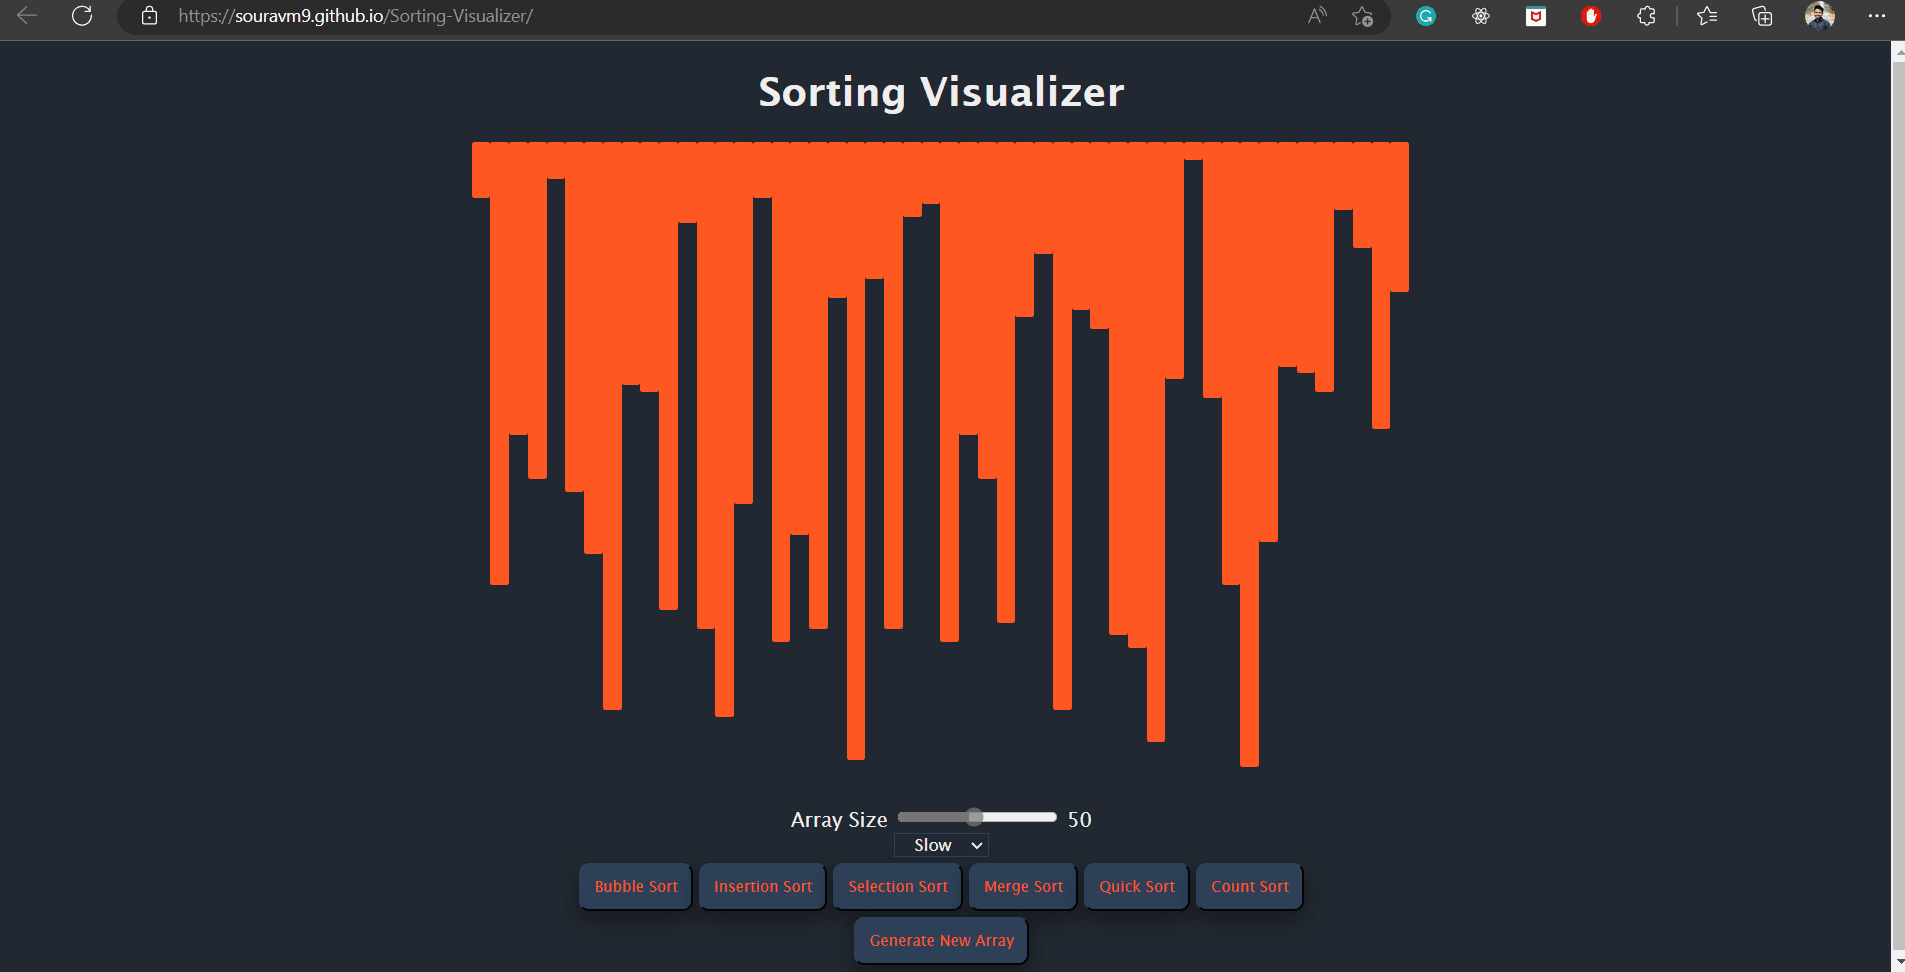 https://souravm9.github.io/Sorting-Visualizer/
Sorting Visualizer
Array Size 50
Slow
Bubble Sort Insertion Sort Selection Sort Merge Sort Quick Sort Count Sort
Generate New Array